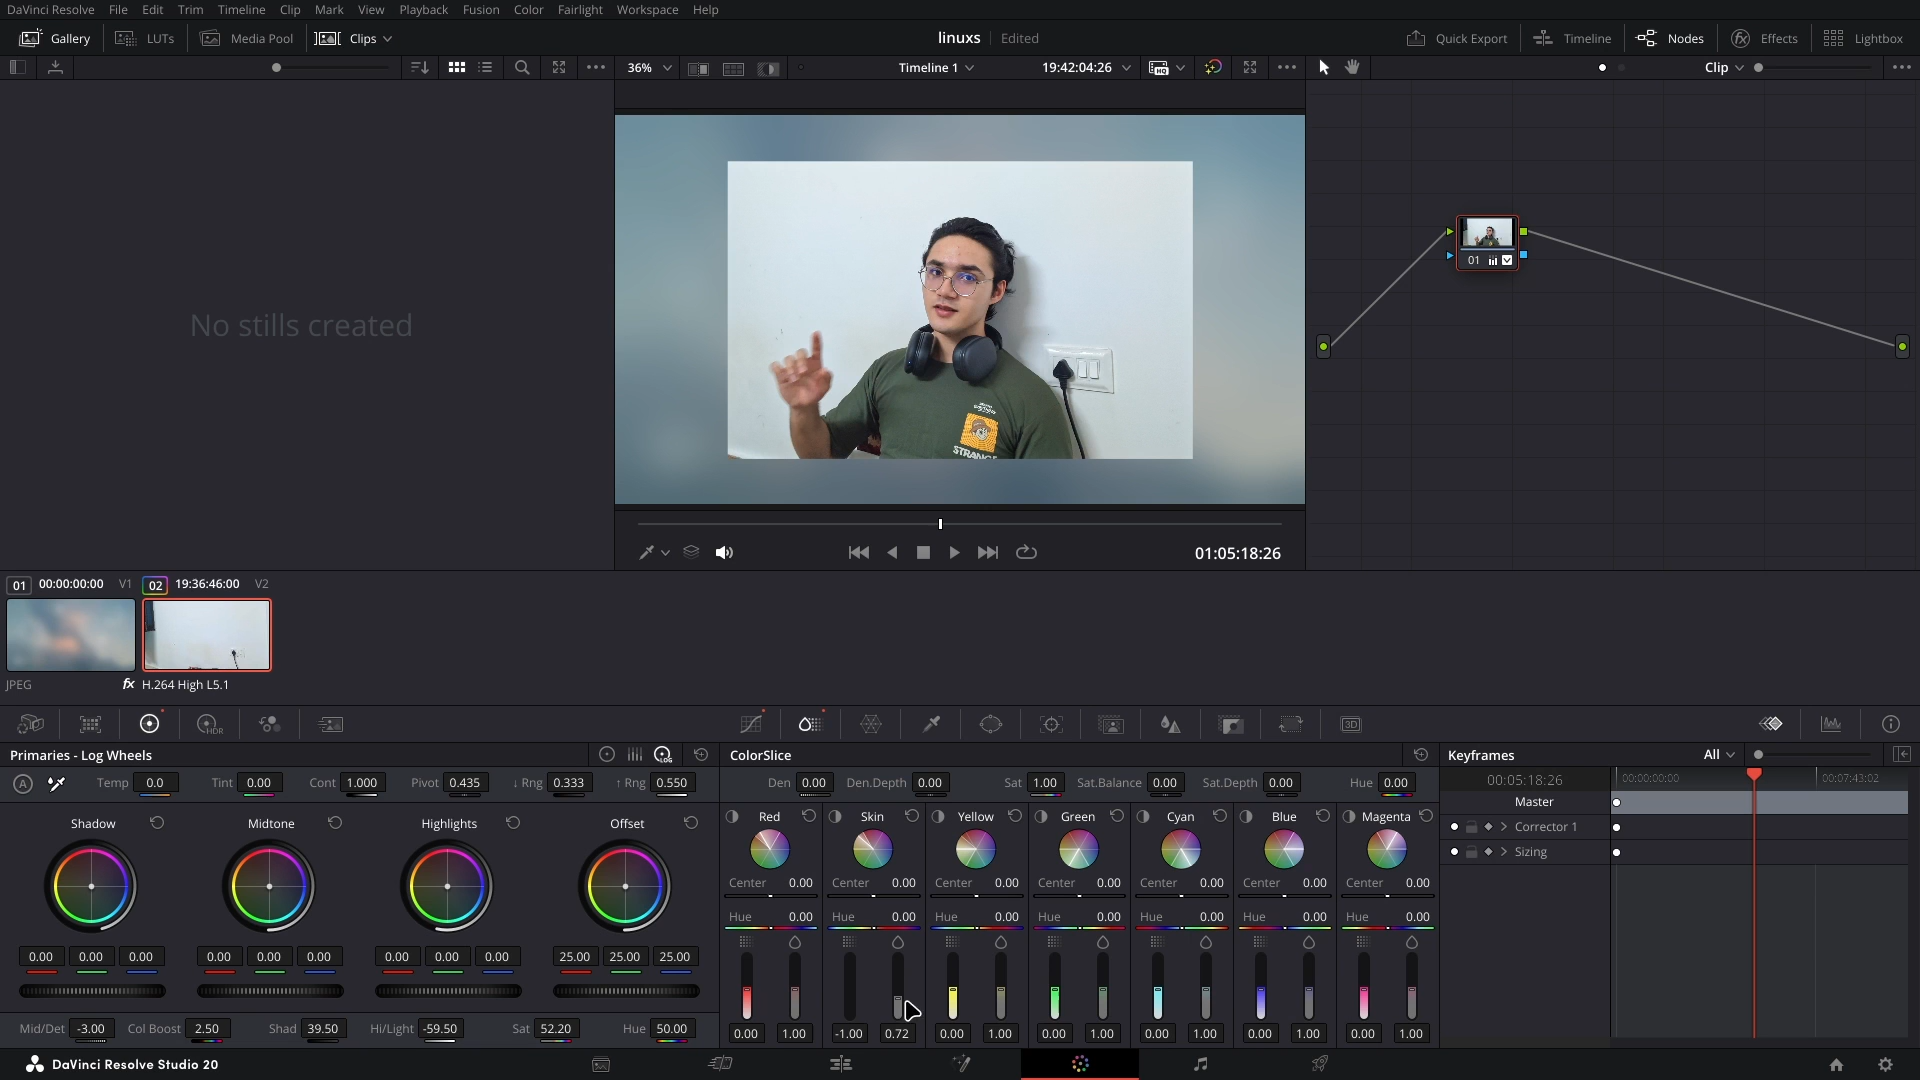 DaVinci Resolve File Edit Trim Timeline Clip Mark View Playback Fusion Color Fairlight Workspace Help
Gallery LUTs Media Pool Clips linuxs Edited Quick Export Timeline Nodes Effects Lightbox
36% Timeline 1 19:42:04:26 HQ Clip
No stills created
STRANGE
01
01:05:18:26
01 00:00:00:00 V1 02 19:36:46:00 V2
JPEG fx H.264 High L5.1
HDR 3D
Primaries - Log Wheels LOG ColorSlice Keyframes All
A Temp 0.0 Tint 0.00 Cont 1.000 Pivot 0.435 ↓ Rng 0.333 ↑ Rng 0.550 Den 0.00 Den.Depth 0.00 Sat 1.00 Sat.Balance 0.00 Sat.Depth 0.00 Hue 0.00 00:05:18:26 00:00:00:00 00:07:43:02
Master
Shadow Midtone Highlights Offset Red Skin Yellow Green Cyan Blue Magenta Corrector 1
Sizing
Center 0.00 Center 0.00 Center 0.00 Center 0.00 Center 0.00 Center 0.00 Center 0.00
Hue 0.00 Hue 0.00 Hue 0.00 Hue 0.00 Hue 0.00 Hue 0.00 Hue 0.00
0.00 0.00 0.00 0.00 0.00 0.00 0.00 0.00 0.00 25.00 25.00 25.00
Mid/Det -3.00 Col Boost 2.50 Shad 39.50 Hi/Light -59.50 Sat 52.20 Hue 50.00 0.00 1.00 -1.00 0.72 0.00 1.00 0.00 1.00 0.00 1.00 0.00 1.00 0.00 1.00
DaVinci Resolve Studio 20